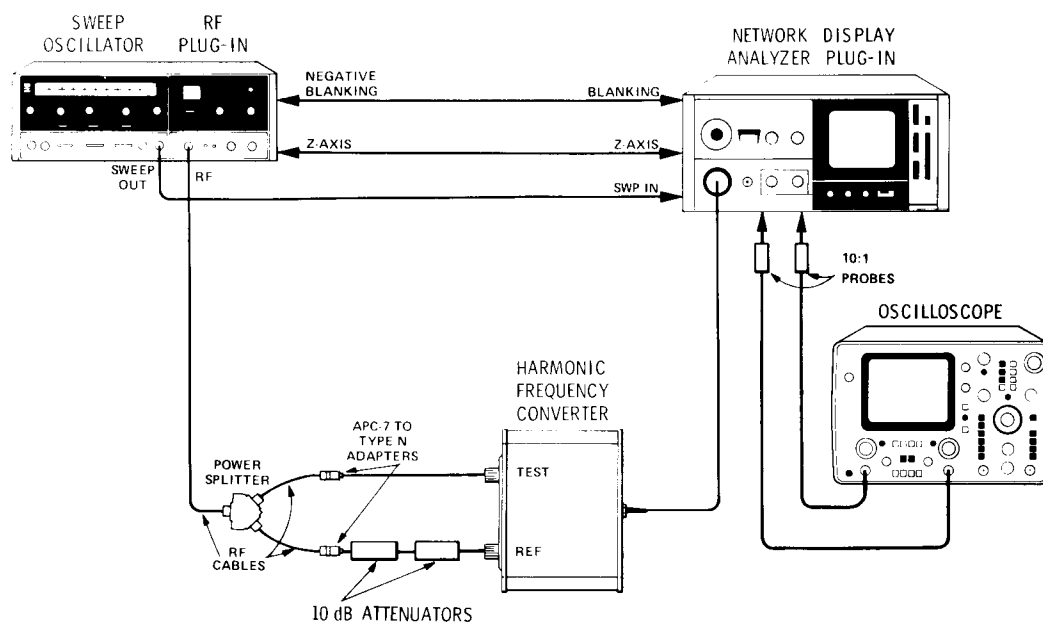 SWEEP
OSCILLATOR
RF
PLUG-IN
NETWORK
ANALYZER
DISPLAY
PLUG-IN
NEGATIVE
BLANKING
BLANKING
Z-AXIS
Z-AXIS
SWEEP
OUT
RF
SWP IN
10:1
PROBES
OSCILLOSCOPE
HARMONIC
FREQUENCY
CONVERTER
APC-7 TO
TYPE N
ADAPTERS
POWER
SPLITTER
TEST
REF
RF
CABLES
10 dB ATTENUATORS